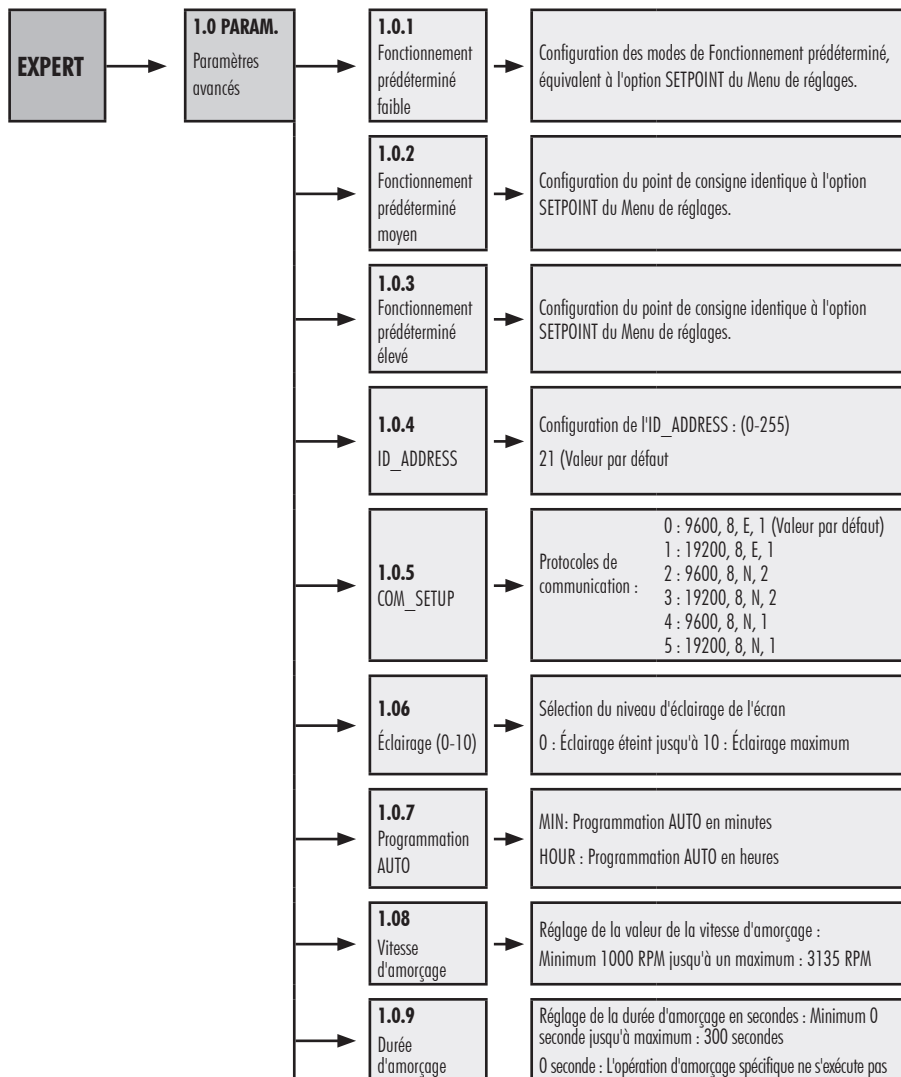 EXPERT
1.0 PARAM.
Paramètres
avancés
1.0.1
Fonctionnement
prédéterminé
faible
Configuration des modes de Fonctionnement prédéterminé,
équivalent à l'option SETPOINT du Menu de réglages.
1.0.2
Fonctionnement
prédéterminé
moyen
Configuration du point de consigne identique à l'option
SETPOINT du Menu de réglages.
1.0.3
Fonctionnement
prédéterminé
élevé
Configuration du point de consigne identique à l'option
SETPOINT du Menu de réglages.
1.0.4
ID_ADDRESS
Configuration de l'ID_ADDRESS : (0-255)
21 (Valeur par défaut
1.0.5
COM_SETUP
Protocoles de
communication :
0 : 9600, 8, E, 1 (Valeur par défaut)
1 : 19200, 8, E, 1
2 : 9600, 8, N, 2
3 : 19200, 8, N, 2
4 : 9600, 8, N, 1
5 : 19200, 8, N, 1
1.06
Éclairage (0-10)
Sélection du niveau d'éclairage de l'écran
0 : Éclairage éteint jusqu'à 10 : Éclairage maximum
1.0.7
Programmation
AUTO
MIN: Programmation AUTO en minutes
HOUR : Programmation AUTO en heures
1.08
Vitesse
d'amorçage
Réglage de la valeur de la vitesse d'amorçage :
Minimum 1000 RPM jusqu'à un maximum : 3135 RPM
1.0.9
Durée
d'amorçage
Réglage de la durée d'amorçage en secondes : Minimum 0
seconde jusqu'à maximum : 300 secondes
0 seconde : L'opération d'amorçage spécifique ne s'exécute pas